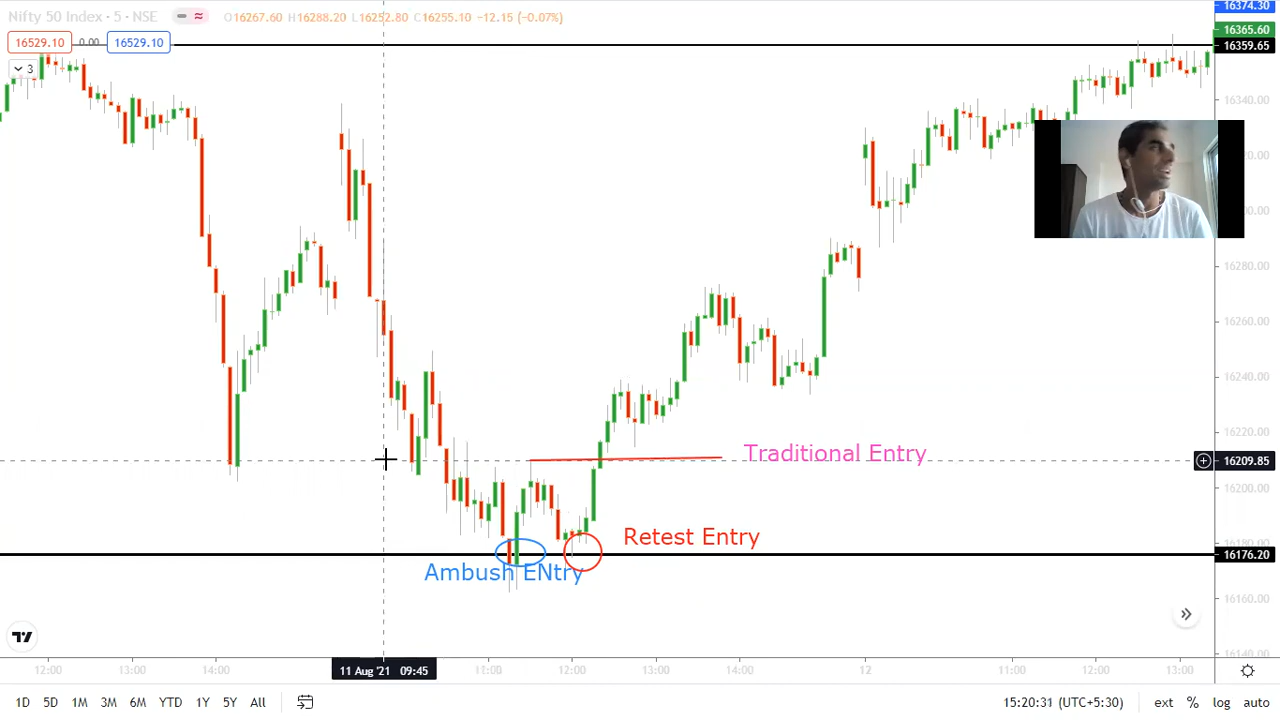 Nifty 50 Index · 5 · NSE O16267.60 H16288.20 L16252.80 C16255.10 -12.15 (-0.07%)
16529.10 0.00 16529.10
3
16374.30
16365.60
16359.65
16340.00
16280.00
16260.00
16240.00
16220.00
Traditional Entry
16209.85
16200.00
Retest Entry
16176.20
Ambush ENtry
16160.00
16140.00
12:00 13:00 14:00 11 Aug '21 09:45 11:00 12:00 13:00 14:00 12 11:00 12:00 13:00
1D 5D 1M 3M 6M YTD 1Y 5Y All 15:20:31 (UTC+5:30) ext % log auto